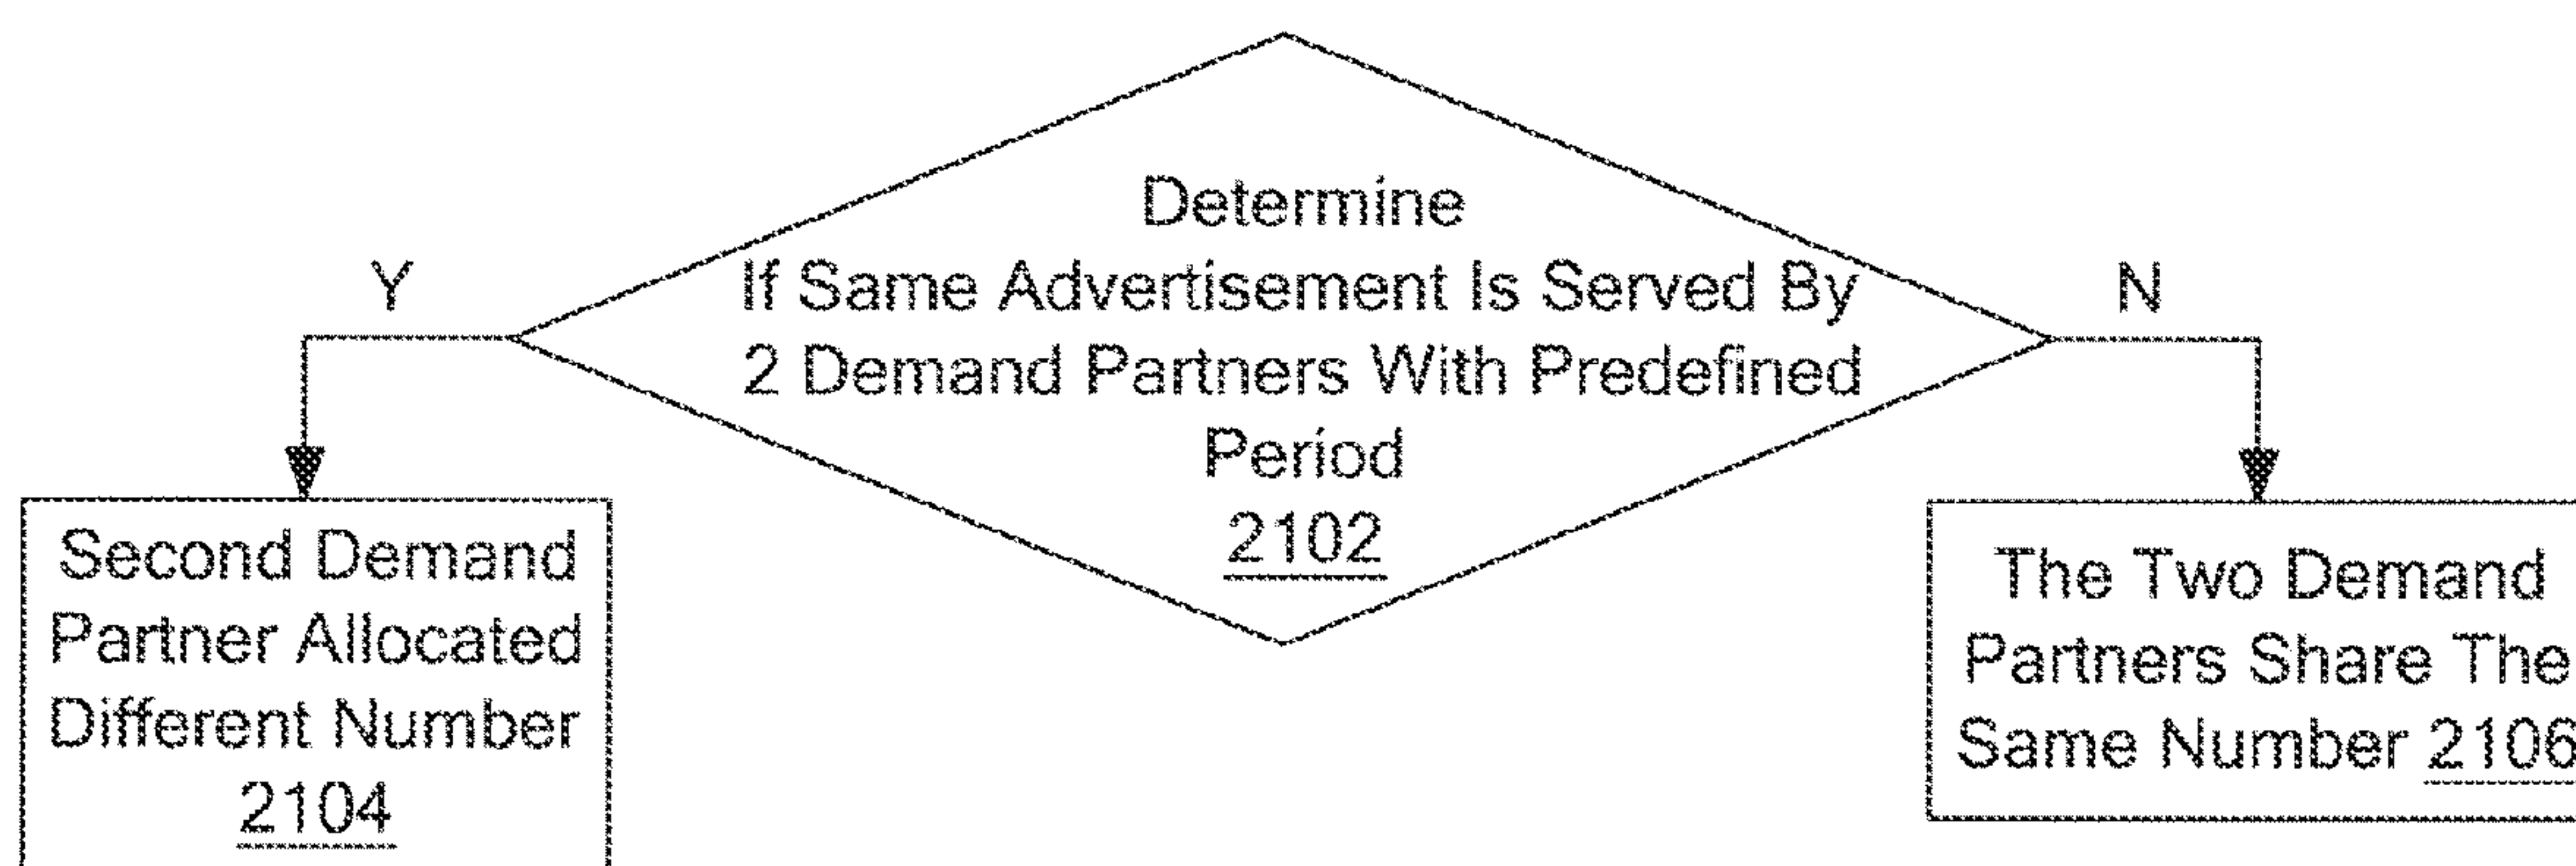 Determine
If Same Advertisement Is Served By
2 Demand Partners With Predefined
Period
2102
Y
N
Second Demand
Partner Allocated
Different Number
2104
The Two Demand
Partners Share The
Same Number 2106